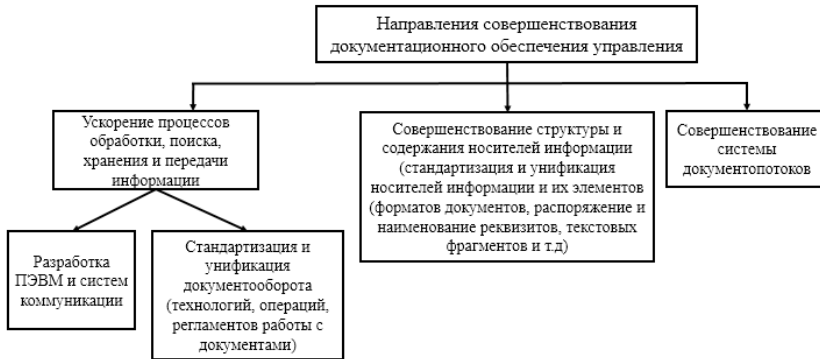 Направления совершенствования
документационного обеспечения управления
Ускорение процессов
обработки, поиска,
хранения и передачи
информации
Совершенствование структуры и
содержания носителей информации
(стандартизация и унификация
носителей информации и их элементов
(форматов документов, распоряжение и
наименование реквизитов, текстовых
фрагментов и т.д)
Совершенствование
системы
документопотоков
Разработка
ПЭВМ и систем
коммуникации
Стандартизация и
унификация
документооборота
(технологий, операций,
регламентов работы с
документами)